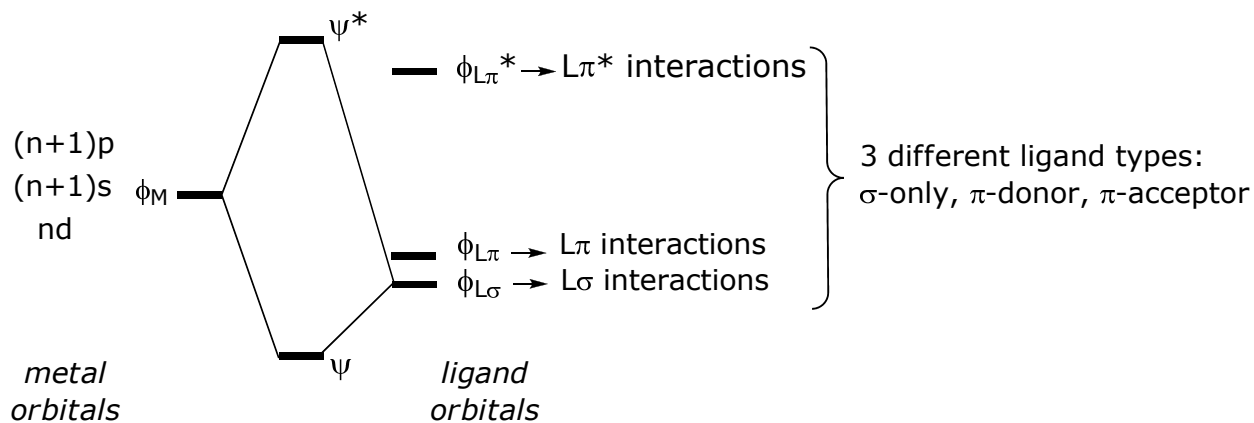 ψ*
ϕLπ* → Lπ* interactions
(n+1)p
(n+1)s ϕM
nd
3 different ligand types:
σ-only, π-donor, π-acceptor
ϕLπ → Lπ interactions
ϕLσ → Lσ interactions
ψ
metal
orbitals
ligand
orbitals